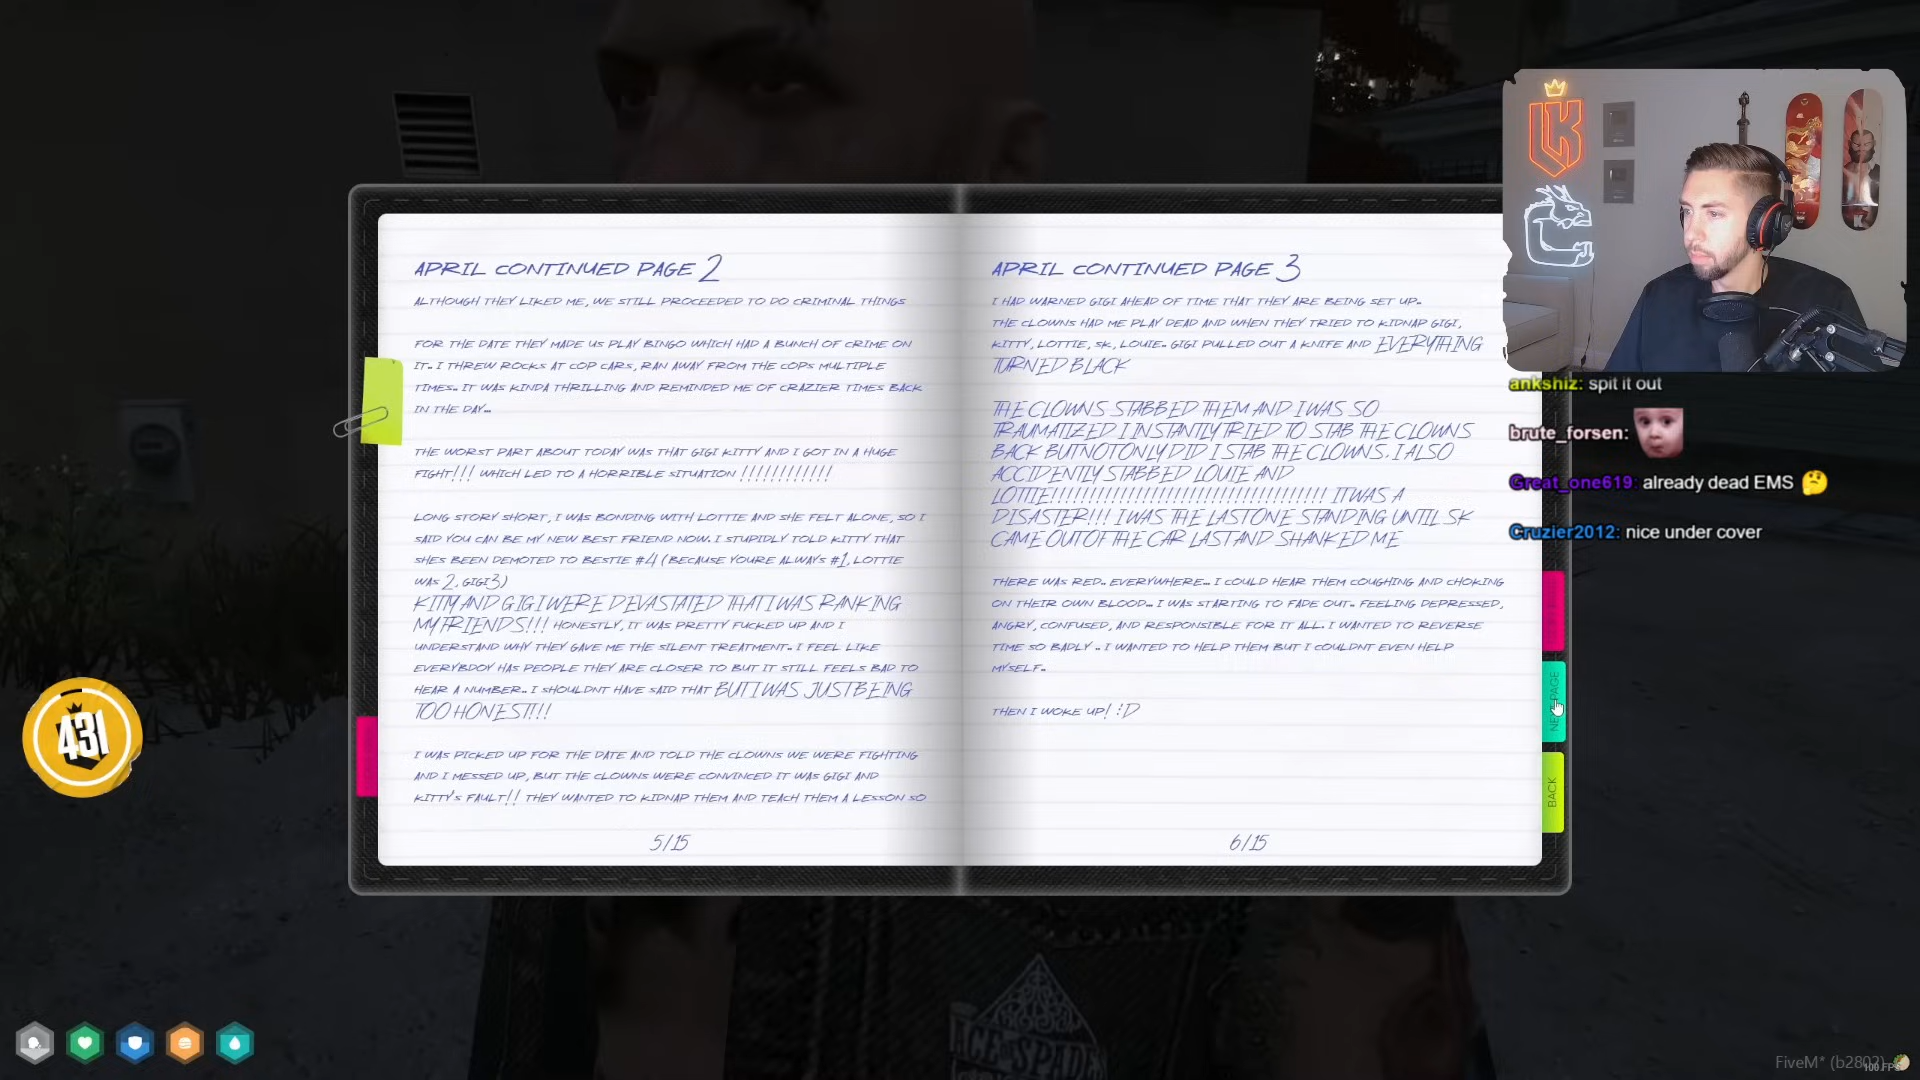 APRIL CONTINUED PAGE 2
ALTHOUGH THEY LIKED ME, WE STILL PROCEEDED TO DO CRIMINAL THINGS
FOR THE DATE THEY MADE US PLAY BINGO WHICH HAD A BUNCH OF CRIME ON
IT.. I THREW ROCKS AT COP CARS, RAN AWAY FROM THE COPS MULTIPLE
TIMES.. IT WAS KINDA THRILLING AND REMINDED ME OF CRAZIER TIMES BACK
IN THE DAY...
THE WORST PART ABOUT TODAY WAS THAT GIGI KITTY AND I GOT IN A HUGE
FIGHT!!! WHICH LED TO A HORRIBLE SITUATION !!!!!!!!!!!!
LONG STORY SHORT, I WAS BONDING WITH LOTTIE AND SHE FELT ALONE, SO I
SAID YOU CAN BE MY NEW BEST FRIEND NOW. I STUPIDLY TOLD KITTY THAT
SHES BEEN DEMOTED TO BESTIE #4 (BECAUSE YOURE ALWAYS #1, LOTTIE
WAS 2, GIGI 3)
KITTY AND GIGI WERE DEVASTATED THAT I WAS RANKING
MY FRIENDS!!! HONESTLY, IT WAS PRETTY FUCKED UP AND I
UNDERSTAND WHY THEY GAVE ME THE SILENT TREATMENT.. I FEEL LIKE
EVERYBDOY HAS PEOPLE THEY ARE CLOSER TO BUT IT STILL FEELS BAD TO
HEAR A NUMBER.. I SHOULDNT HAVE SAID THAT BUT I WAS JUST BEING
TOO HONEST!!!
I WAS PICKED UP FOR THE DATE AND TOLD THE CLOWNS WE WERE FIGHTING
AND I MESSED UP, BUT THE CLOWNS WERE CONVINCED IT WAS GIGI AND
KITTY'S FAULT!! THEY WANTED TO KIDNAP THEM AND TEACH THEM A LESSON SO
5/15
APRIL CONTINUED PAGE 3
I HAD WARNED GIGI AHEAD OF TIME THAT THEY ARE BEING SET UP..
THE CLOWNS HAD ME PLAY DEAD AND WHEN THEY TRIED TO KIDNAP GIGI,
KITTY, LOTTIE, SK, LOUIE.. GIGI PULLED OUT A KNIFE AND EVERYTHING
TURNED BLACK
THE CLOWNS STABBED THEM AND I WAS SO
TRAUMATIZED I INSTANTLY TRIED TO STAB THE CLOWNS
BACK BUT NOT ONLY DID I STAB THE CLOWNS. I ALSO
ACCIDENTLY STABBED LOUIE AND
LOTTIE!!!!!!!!!!!!!!!!!!!!!!!!!!!!!!!!!!!!! IT WAS A
DISASTER!!! I WAS THE LAST ONE STANDING UNTIL SK
CAME OUT OF THE CAR LAST AND SHANKED ME
THERE WAS RED.. EVERYWHERE... I COULD HEAR THEM COUGHING AND CHOKING
ON THEIR OWN BLOOD... I WAS STARTING TO FADE OUT.. FEELING DEPRESSED,
ANGRY, CONFUSED, AND RESPONSIBLE FOR IT ALL. I WANTED TO REVERSE
TIME SO BADLY .. I WANTED TO HELP THEM BUT I COULDNT EVEN HELP
MYSELF..
THEN I WOKE UP! :D
6/15
NEXT PAGE
BACK
ankshiz: spit it out
brute_forsen:
Great_one619: already dead EMS
Cruzier2012: nice under cover
LK
431
FiveM* (b2802)
100 FPS